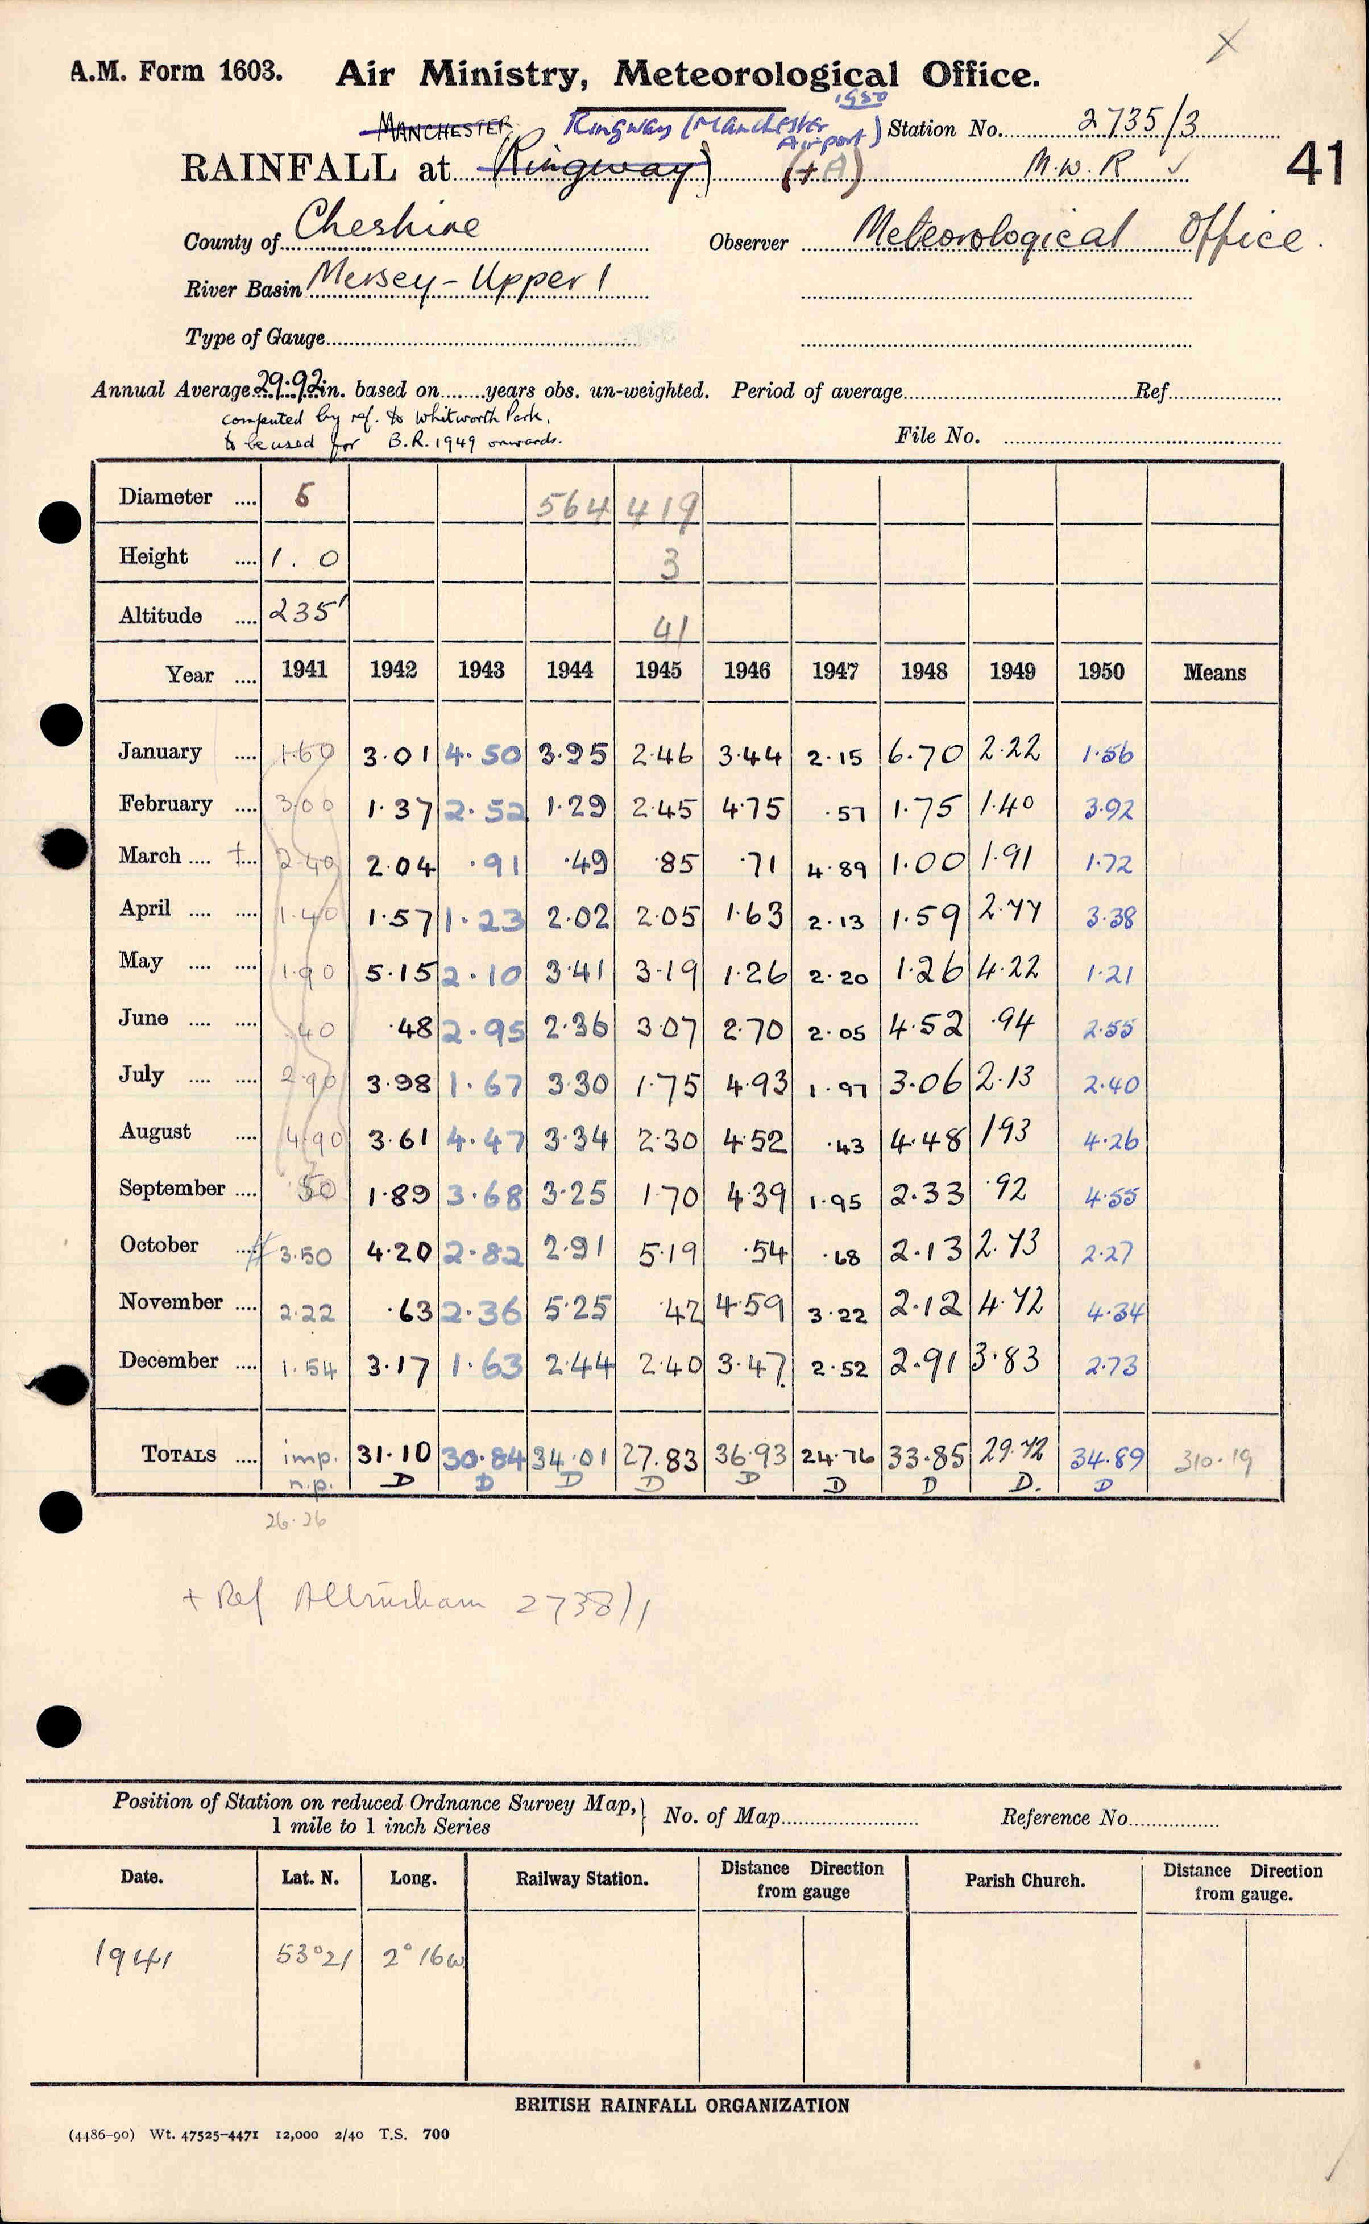 A.M. Form 1603. Air Ministry, Meteorological Office.
MANCHESTER Ringway (Manchester Airport) 1950 Station No. 2735/3
RAINFALL at (Ringway) (+A) M.W.R ✓ 41
County of Cheshire Observer Meteorological Office.
River Basin Mersey-Upper 1
Type of Gauge
Annual Average 29.92 in. based on ........ years obs. un-weighted. Period of average Ref.
computed by ref. to Whitworth Park.
to be used for B.R. 1949 onwards. File No.
Diameter .... 5 564 419
Height .... 1. 0 3
Altitude .... 235' 41
Year .... 1941 1942 1943 1944 1945 1946 1947 1948 1949 1950 Means
January .... 1.60 3.01 4.50 3.95 2.46 3.44 2.15 6.70 2.22 1.56
February .... 3.00 1.37 2.52 1.29 2.45 4.75 .57 1.75 1.40 3.92
March .... +... 2.40 2.04 .91 .49 .85 .71 4.89 1.00 1.91 1.72
April .... .... 1.40 1.57 1.23 2.02 2.05 1.63 2.13 1.59 2.77 3.38
May .... .... 1.90 5.15 2.10 3.41 3.19 1.26 2.20 1.26 4.22 1.21
June .... .... .40 .48 2.95 2.36 3.07 2.70 2.05 4.52 .94 2.55
July .... .... 2.90 3.98 1.67 3.30 1.75 4.93 1.97 3.06 2.13 2.40
August .... 4.90 3.61 4.47 3.34 2.30 4.52 .43 4.48 193 4.26
September .... .50 1.89 3.68 3.25 1.70 4.39 1.95 2.33 .92 4.55
October .... 3.50 4.20 2.82 2.91 5.19 .54 .68 2.13 2.73 2.27
November .... 2.22 .63 2.36 5.25 .42 4.59 3.22 2.12 4.72 4.34
December .... 1.54 3.17 1.63 2.44 2.40 3.47 2.52 2.91 3.83 2.73
TOTALS .... imp. 31.10 30.84 34.01 27.83 36.93 24.76 33.85 29.72 34.89 310.19
n.p. D D D D D D D D. D
26.26
+ Ref Altrincham 2738/1
Position of Station on reduced Ordnance Survey Map, 1 mile to 1 inch Series } No. of Map Reference No
Date. Lat. N. Long. Railway Station. Distance Direction from gauge Parish Church. Distance Direction from gauge.
1941 53°21 2°16w
BRITISH RAINFALL ORGANIZATION
(4486-90) Wt. 47525-4471 12,000 2/40 T.S. 700